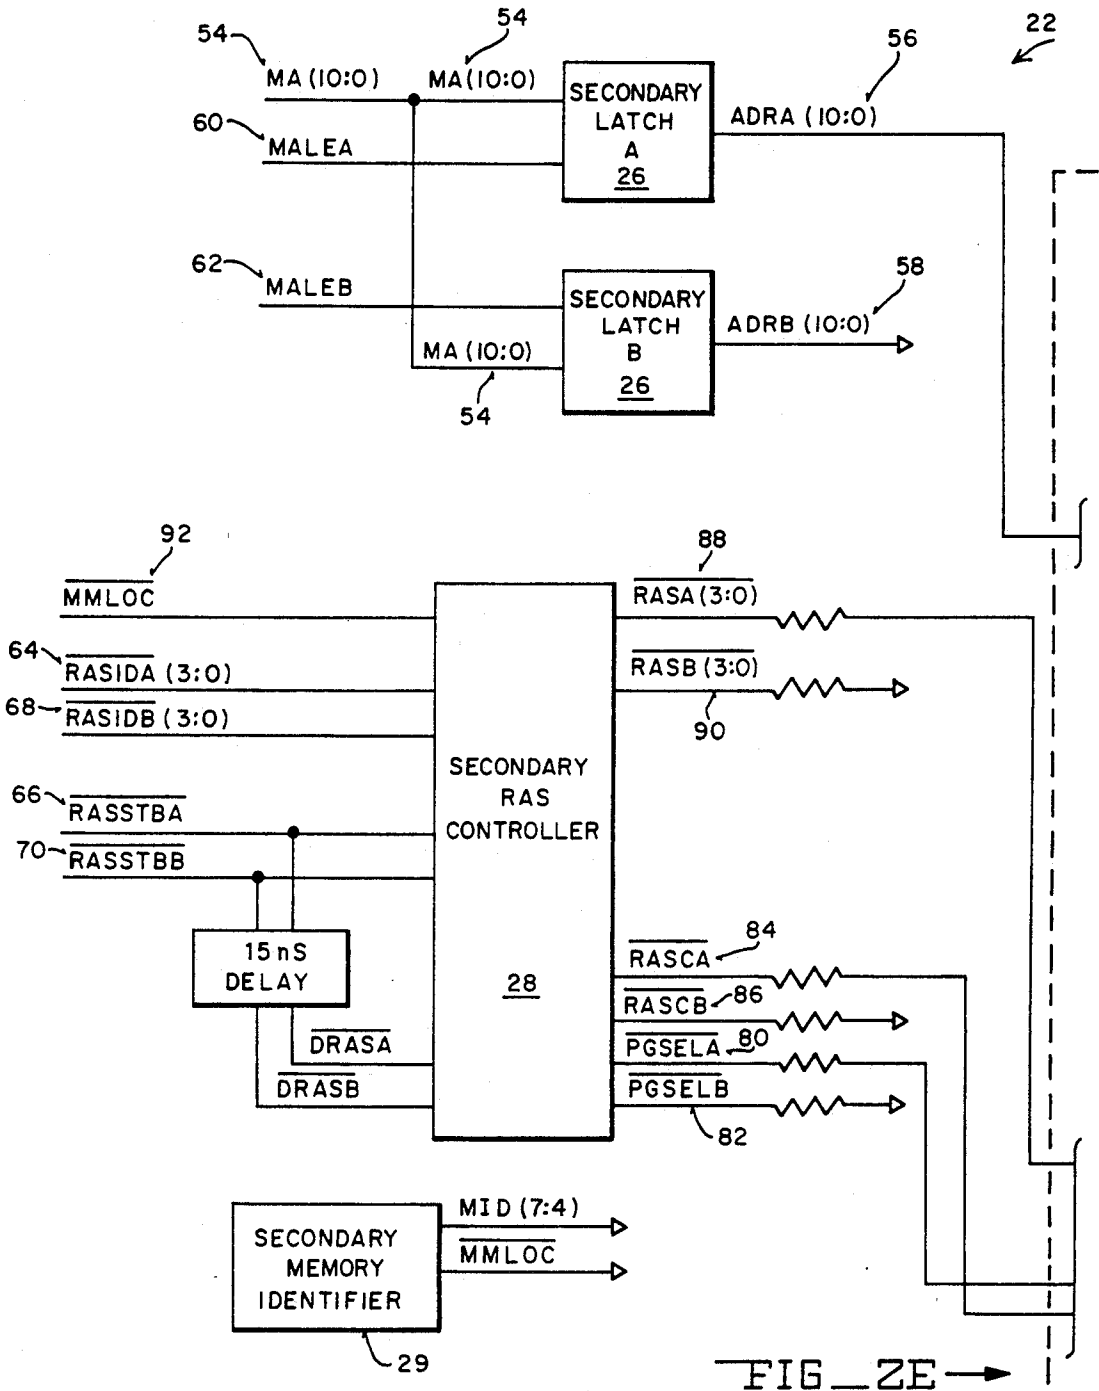 54
54
22
MA (10:0)
MA (10:0)
SECONDARY
LATCH
A
26
56
ADRA (10:0)
60
MALEA
62
MALEB
SECONDARY
LATCH
B
26
58
ADRB (10:0)
MA (10:0)
54
92
MMLOC
88
RASA (3:0)
64
RASIDA (3:0)
RASB (3:0)
68
RASIDB (3:0)
90
SECONDARY
RAS
CONTROLLER
28
66
RASSTBA
70
RASSTBB
15 nS
DELAY
84
RASCA
RASCB
86
PGSELA
80
PGSELB
82
DRASA
DRASB
SECONDARY
MEMORY
IDENTIFIER
MID (7:4)
MMLOC
29
FIG_2E